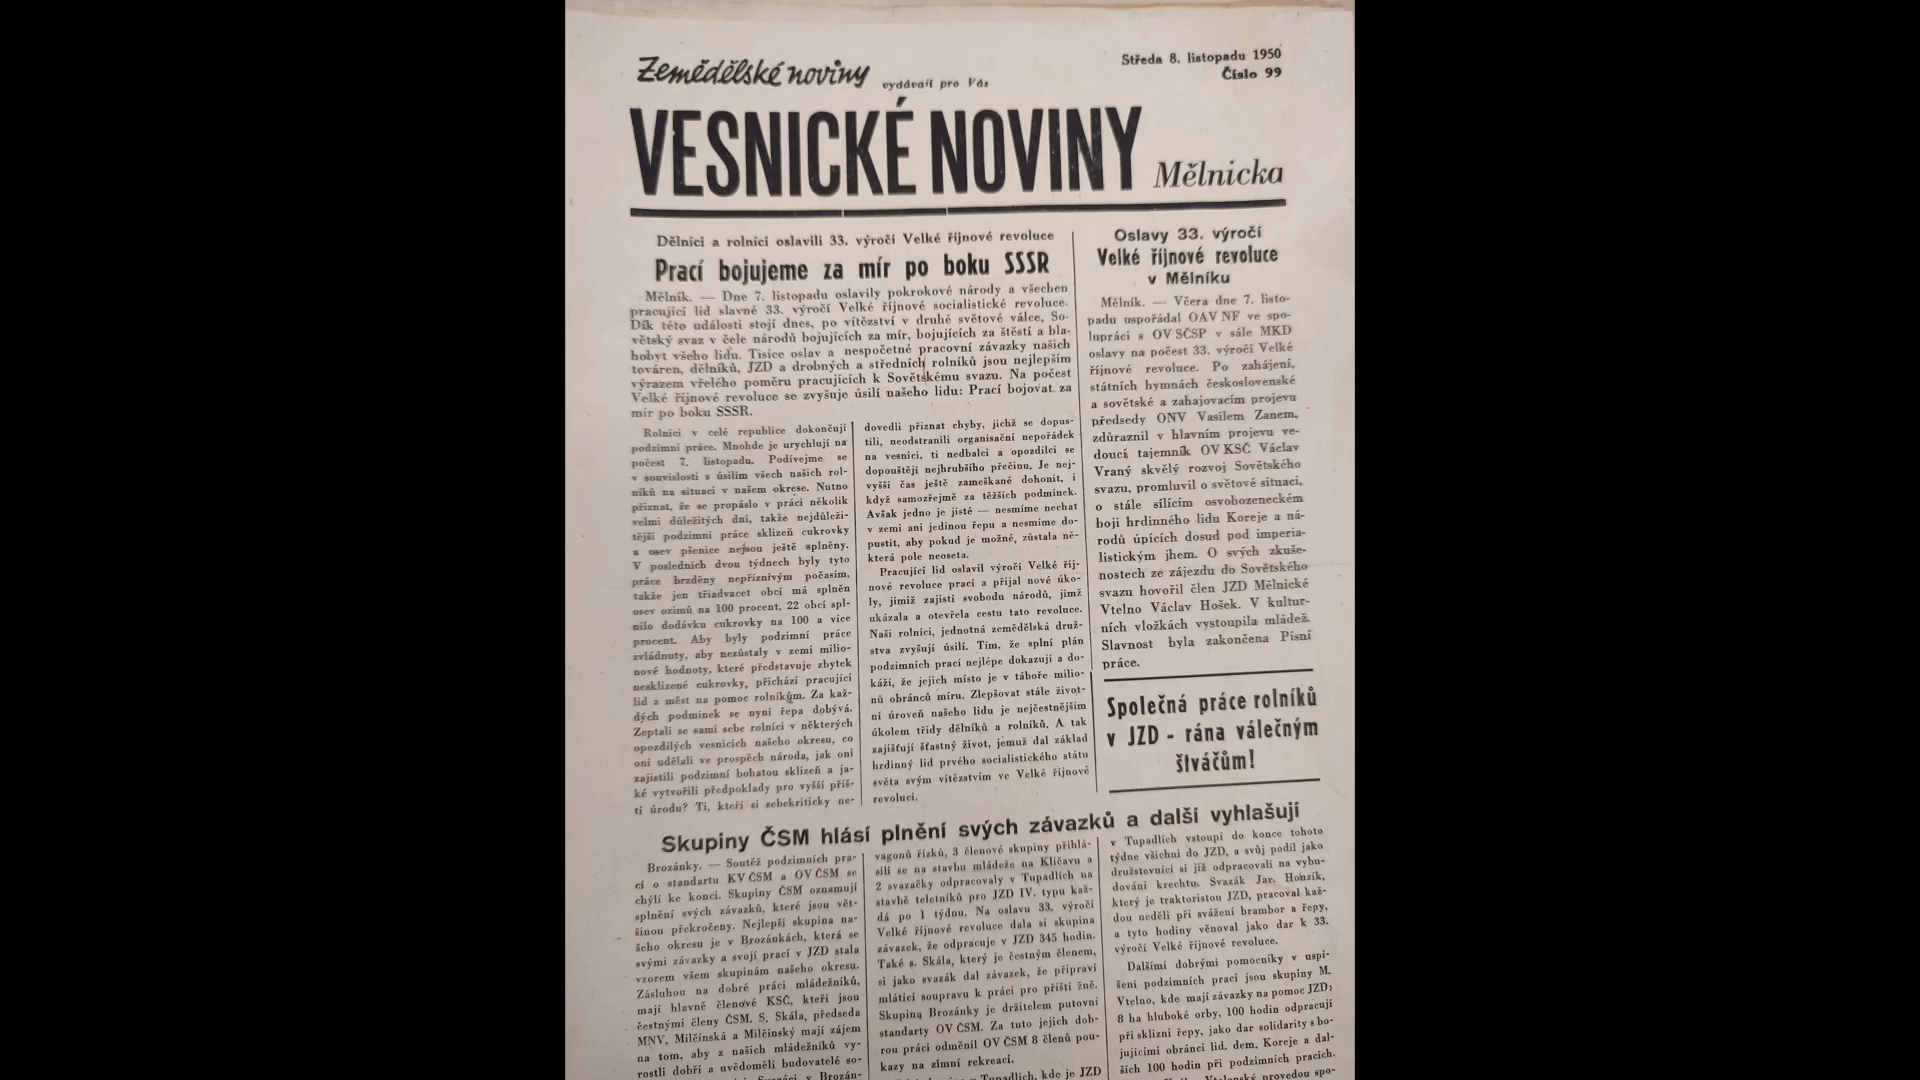 Zemědělské noviny
vydávají pro Vás
Středa 8. listopadu 1950
Číslo 99
VESNICKÉ NOVINY
Mělnicka
Dělníci a rolníci oslavili 33. výročí Velké říjnové revoluce
Prací bojujeme za mír po boku SSSR
Mělník. — Dne 7. listopadu oslavily pokrokové národy a všechen
pracující lid slavné 33. výročí Velké říjnové socialistické revoluce.
Dík této události stojí dnes, po vítězství v druhé světové válce, So-
větský svaz v čele národů bojujících za mír, bojujících za štěstí a bla-
hobyt všeho lidu. Tisíce oslav a nespočetné pracovní závazky našich
továren, dělníků, JZD a drobných a středních rolníků jsou nejlepším
výrazem vřelého poměru pracujících k Sovětskému svazu. Na počest
Velké říjnové revoluce se zvyšuje úsilí našeho lidu: Prací bojovat za
mír po boku SSSR.
Rolníci v celé republice dokončují
podzimní práce. Mnohde je urychlují na
počest 7. listopadu. Podívejme se
v souvislosti s úsilím všech našich rol-
níků na situaci v našem okrese. Nutno
přiznat, že se propáslo v práci několik
velmi důležitých dní, takže nejdůleži-
tější podzimní práce sklizeň cukrovky
a osev pšenice nejsou ještě splněny.
V posledních dvou týdnech byly tyto
práce brzděny nepříznivým počasím,
takže jen třiadvacet obcí má splněn
osev ozimů na 100 procent, 22 obcí spl-
nilo dodávku cukrovky na 100 a více
procent. Aby byly podzimní práce
zvládnuty, aby nezůstaly v zemi milio-
nové hodnoty, které představuje zbytek
nesklizené cukrovky, přichází pracující
lid z měst na pomoc rolníkům. Za kaž-
dých podmínek se nyní řepa dobývá.
Zeptali se sami sebe rolníci v některých
opozdilých vesnicích našeho okresu, co
oni udělali ve prospěch národa, jak oni
zajistili podzimní bohatou sklizeň a ja-
ké vytvořili předpoklady pro vyšší příš-
tí úrodu? Ti, kteří si sebekriticky ne-
dovedli přiznat chyby, jichž se dopus-
tili, neodstranili organisační nepořádek
na vesnici, ti nedbalci a opozdilci se
dopouštějí nejhrubšího přečinu. Je nej-
vyšší čas ještě zameškané dohonit, i
když samozřejmě za těžších podmínek.
Avšak jedno je jisté — nesmíme nechat
v zemi ani jedinou řepu a nesmíme do-
pustit, aby pokud je možné, zůstala ně-
která pole neoseta.
Pracující lid oslavil výročí Velké říj-
nové revoluce prací a přijal nové úko-
ly, jimiž zajistí svobodu národů, jimž
ukázala a otevřela cestu tato revoluce.
Naši rolníci, jednotná zemědělská druž-
stva zvyšují úsilí. Tím, že splní plán
podzimních prací nejlépe dokazují a do-
káží, že jejich místo je v táboře milio-
nů obránců míru. Zlepšovat stále život-
ní úroveň našeho lidu je nejčestnějším
úkolem třídy dělníků a rolníků. A tak
zajišťují šťastný život, jemuž dal základ
hrdinný lid prvého socialistického státu
světa svým vítězstvím ve Velké říjnové
revoluci.
Oslavy 33. výročí
Velké říjnové revoluce
v Mělníku
Mělník. — Včera dne 7. listo-
padu uspořádal OAV NF ve spo-
lupráci s OV SČSP v sále MKD
oslavy na počest 33. výročí Velké
říjnové revoluce. Po zahájení,
státních hymnách československé
a sovětské a zahajovacím projevu
předsedy ONV Vasilem Zanem,
zdůraznil v hlavním projevu ve-
doucí tajemník OV KSČ Václav
Vraný skvělý rozvoj Sovětského
svazu, promluvil o světové situaci,
o stále sílícím osvobozeneckém
boji hrdinného lidu Koreje a ná-
rodů úpících dosud pod imperia-
listickým jhem. O svých zkuše-
nostech ze zájezdu do Sovětského
svazu hovořil člen JZD Mělnické
Vtelno Václav Hošek. V kultur-
ních vložkách vystoupila mládež.
Slavnost byla zakončena Písní
práce.
Společná práce rolníků
v JZD - rána válečným
štváčům!
Skupiny ČSM hlásí plnění svých závazků a další vyhlašují
Brozánky. — Soutěž podzimních pra-
cí o standartu KV ČSM a OV ČSM se
chýlí ke konci. Skupiny ČSM oznamují
splnění svých závazků, které jsou vět-
šinou překročeny. Nejlepší skupina na-
šeho okresu je v Brozánkách, která se
svými závazky a svojí prací v JZD stala
vzorem všem skupinám našeho okresu.
Zásluhou na dobré práci mládežníků,
mají hlavně členové KSČ, kteří jsou
čestnými členy ČSM. S. Skála, předseda
MNV, Milčínská a Milčínský mají zájem
na tom, aby z našich mládežníků vy-
rostli dobří a uvědomělí budovatelé so-
v Brozán-
vagonů řízků, 3 členové skupiny přihlá-
sili se na stavbu mládeže na Klíčavu a
2 svazačky odpracovaly v Tupadlích na
stavbě teletníků pro JZD IV. typu kaž-
dá po 1 týdnu. Na oslavu 33. výročí
Velké říjnové revoluce dala si skupina
závazek, že odpracuje v JZD 345 hodin.
Také s. Skála, který je čestným členem,
si jako svazák dal závazek, že připraví
mláticí soupravu k práci pro příští žně.
Skupina Brozánky je držitelem putovní
standarty OV ČSM. Za tuto jejich dob-
rou práci odměnil OV ČSM 8 členů pou-
kazy na zimní rekreaci.
v Tupadlích, kde je JZD
v Tupadlích vstoupí do konce tohoto
týdne všichni do JZD, a svůj podíl jako
družstevníci si již odpracovali na vybu-
dování krechtu. Svazák Jar. Honzík,
který je traktoristou JZD, pracoval kaž-
dou neděli při svážení brambor a řepy,
a tyto hodiny věnoval jako dar k 33.
výročí Velké říjnové revoluce.
Dalšími dobrými pomocníky v uspí-
šení podzimních prací jsou skupiny M.
Vtelno, kde mají závazky na pomoc JZD:
8 ha hluboké orby, 100 hodin odpracují
při sklizni řepy, jako dar solidarity s bo-
jujícími obránci lid. dem. Koreje a dal-
ších 100 hodin při podzimních pracích.
provedou spo-